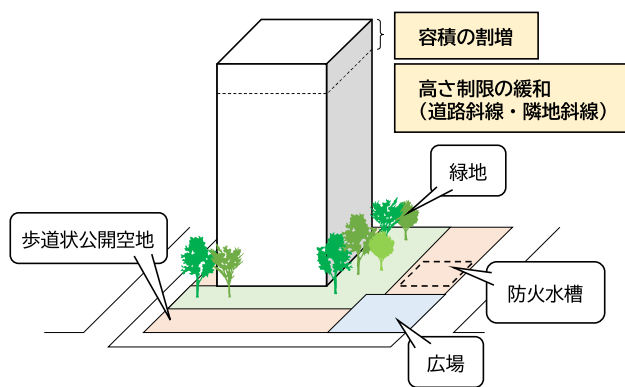 容積の割増
高さ制限の緩和
（道路斜線・隣地斜線）
緑地
歩道状公開空地
防火水槽
広場